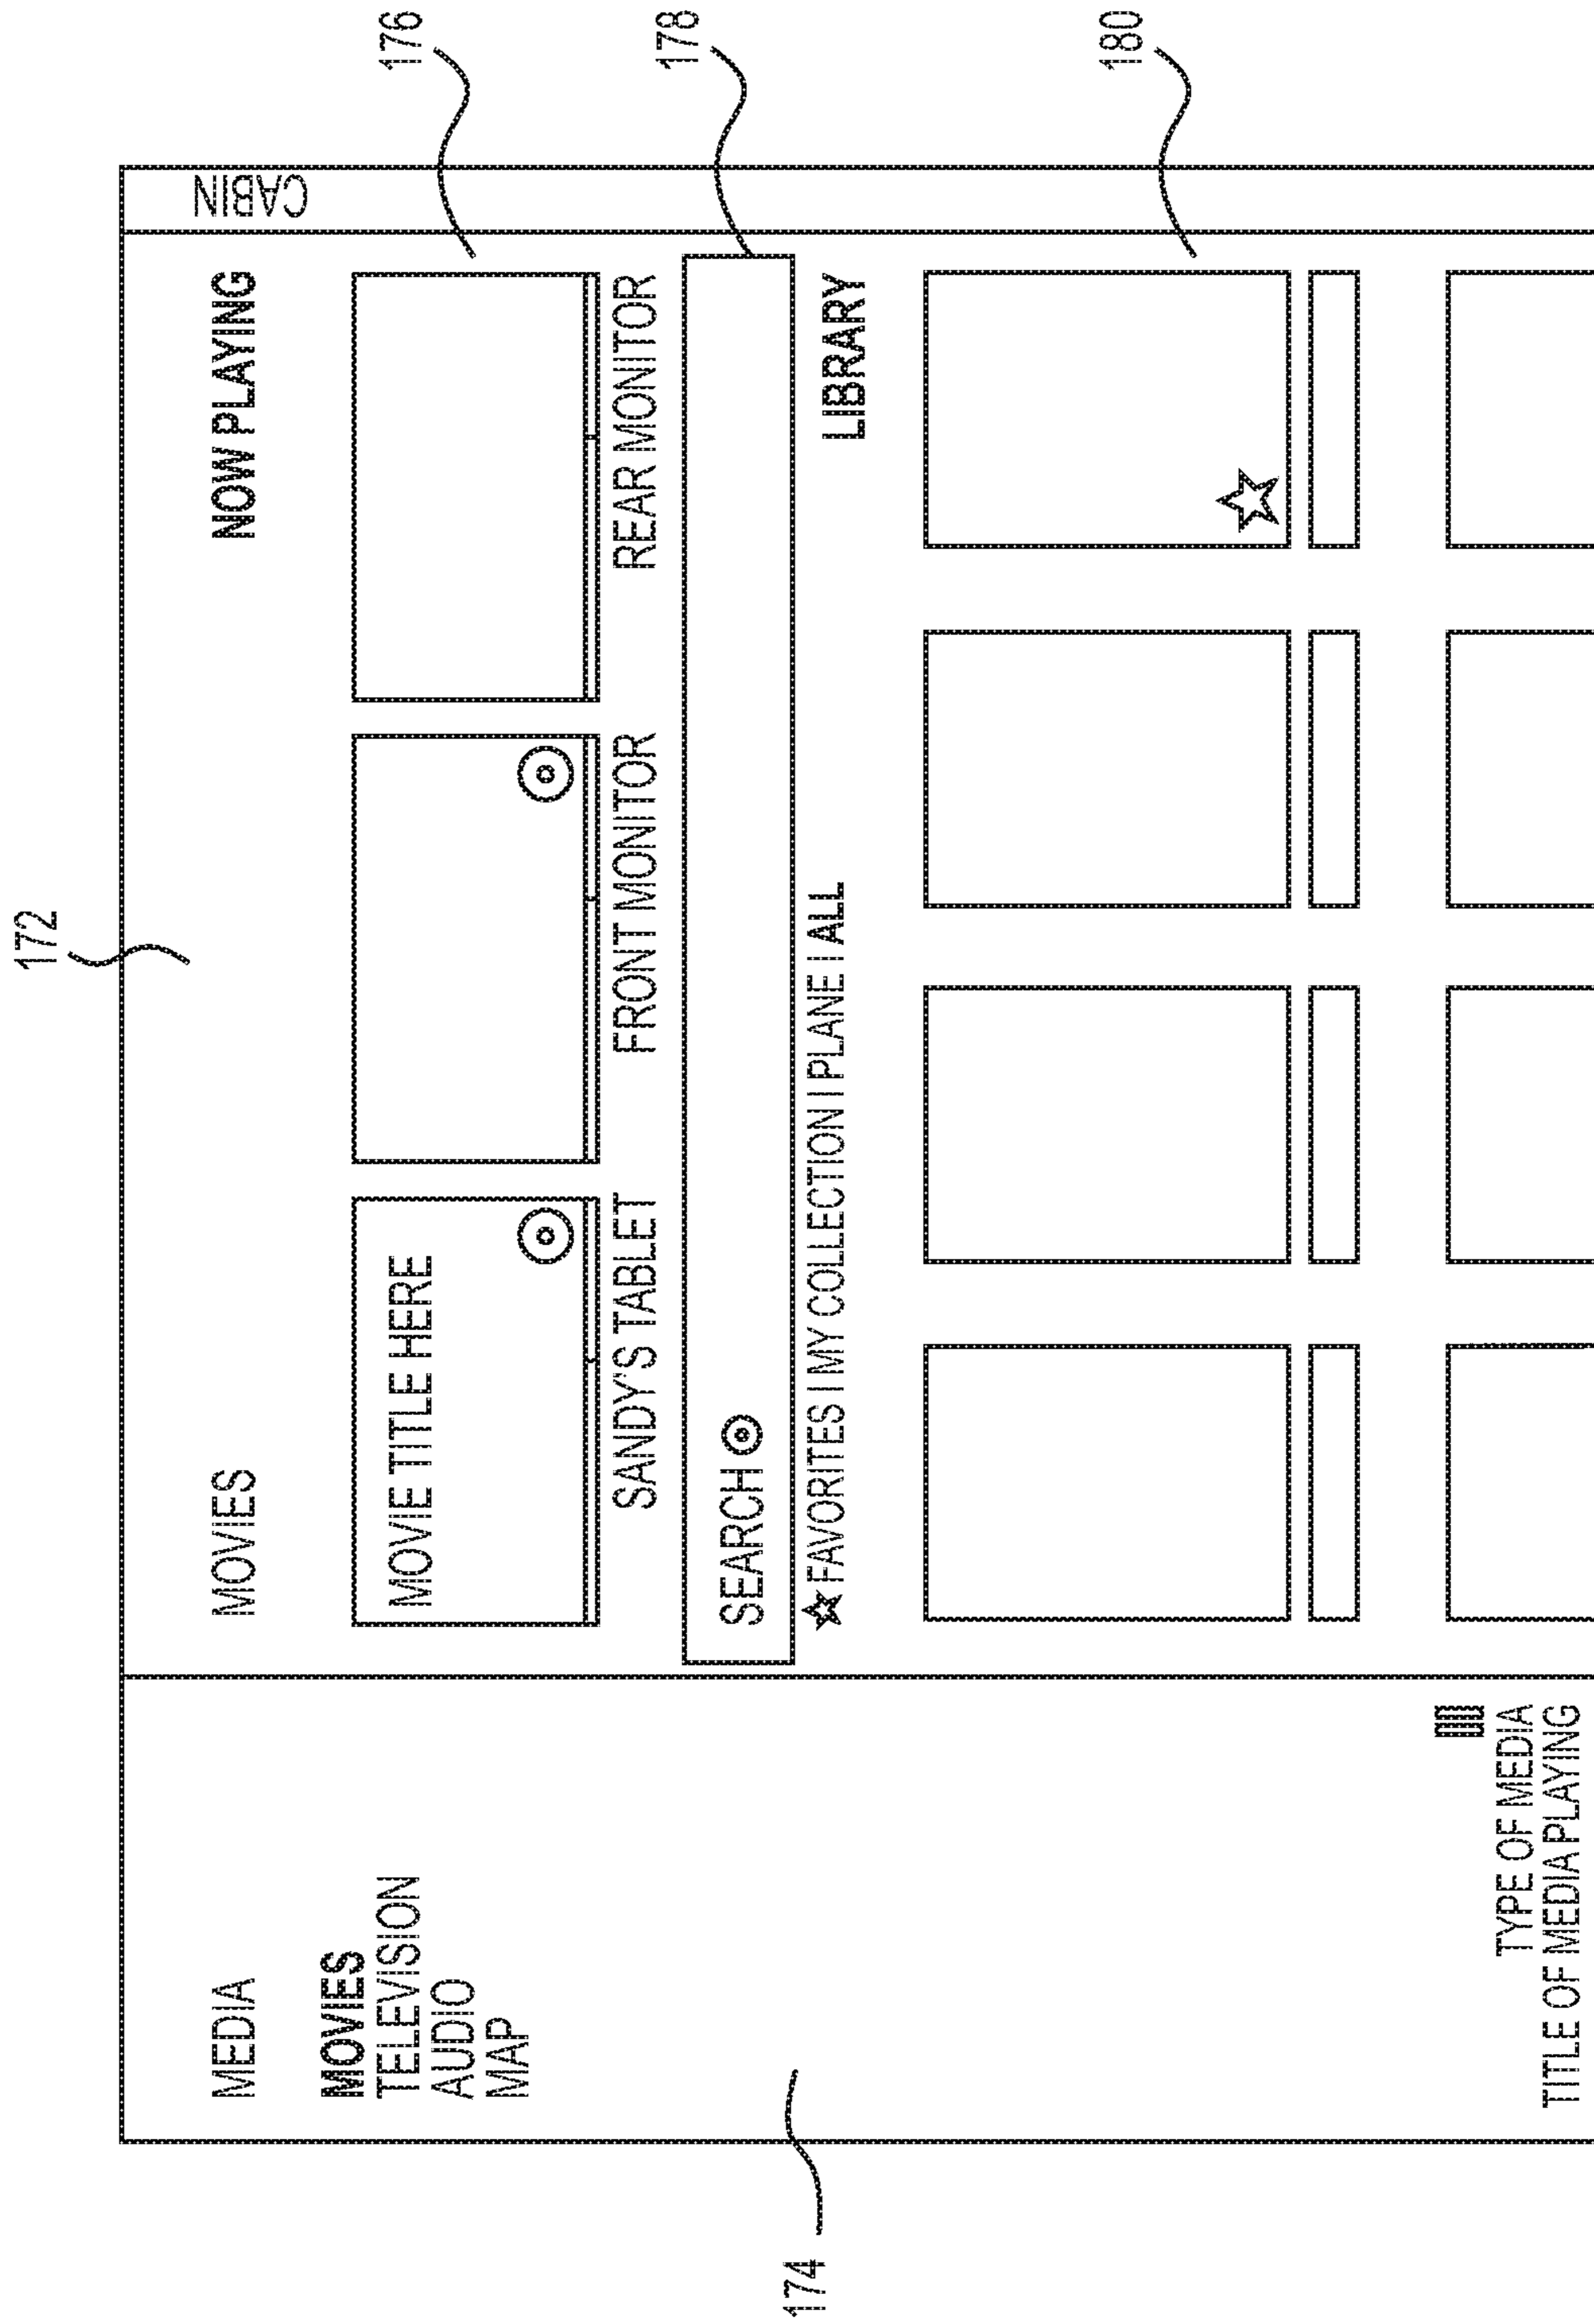 172
MEDIA
MOVIES
TELEVISION
AUDIO
MAP
TYPE OF MEDIA
TITLE OF MEDIA PLAYING
174
MOVIES
NOW PLAYING
CABIN
MOVIE TITLE HERE
SANDY'S TABLET
FRONT MONITOR
REAR MONITOR
176
SEARCH
178
☆ FAVORITES | MY COLLECTION | PLANE | ALL
LIBRARY
180